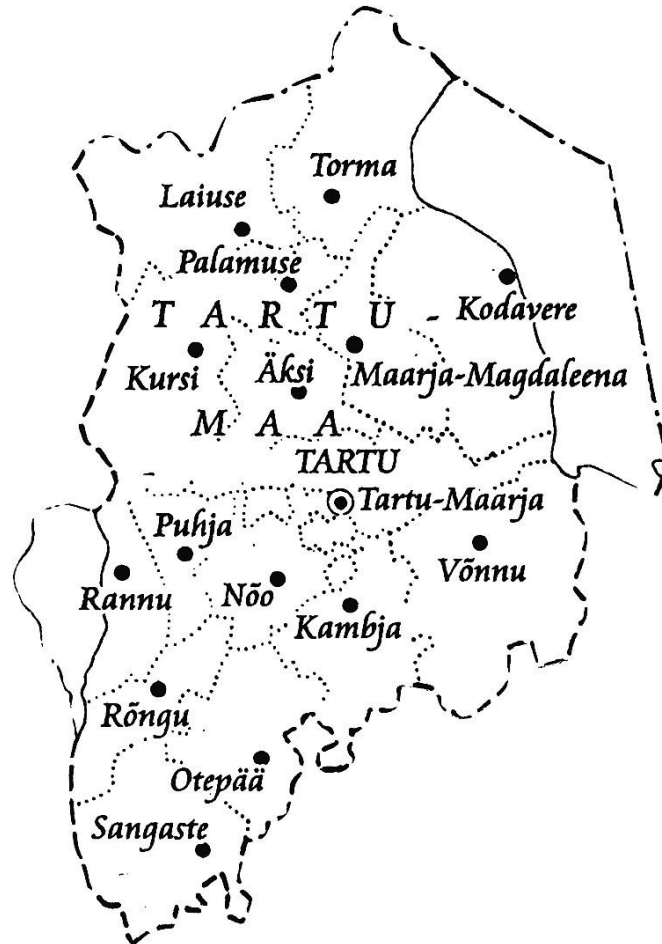 Torma
Laiuse
Palamuse
T A R T U -
Kodavere
Kursi
Äksi
Maarja-Magdaleena
M A A
TARTU
Tartu-Maarja
Puhja
Võnnu
Rannu
Nõo
Kambja
Rõngu
Otepää
Sangaste